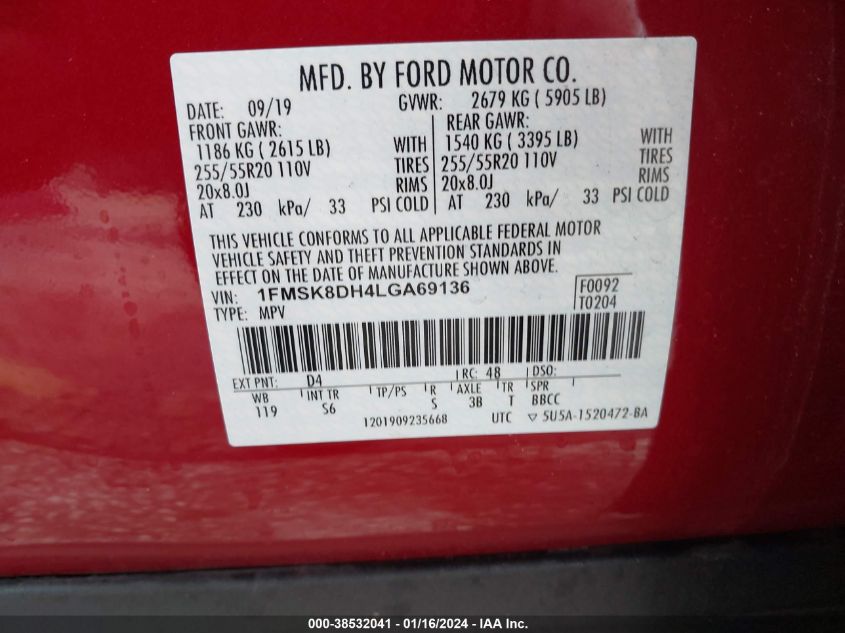 MFD. BY FORD MOTOR CO.
DATE: 09/19 GVWR: 2679 KG ( 5905 LB)
FRONT GAWR: REAR GAWR:
1186 KG ( 2615 LB) WITH 1540 KG ( 3395 LB) WITH
255/55R20 110V TIRES 255/55R20 110V TIRES
20x8.0J RIMS 20x8.0J RIMS
AT 230 kPa/ 33 PSI COLD AT 230 kPa/ 33 PSI COLD
THIS VEHICLE CONFORMS TO ALL APPLICABLE FEDERAL MOTOR
VEHICLE SAFETY AND THEFT PREVENTION STANDARDS IN
EFFECT ON THE DATE OF MANUFACTURE SHOWN ABOVE.
VIN: 1FMSK8DH4LGA69136 F0092
TYPE: MPV T0204
EXT PNT: D4 RC: 48 DSO:
WB INT TR TP/PS R AXLE TR SPR
119 S6 S 3B T BBCC
1201909235668 UTC ▽ 5U5A-1520472-BA
000-38532041 - 01/16/2024 - IAA Inc.